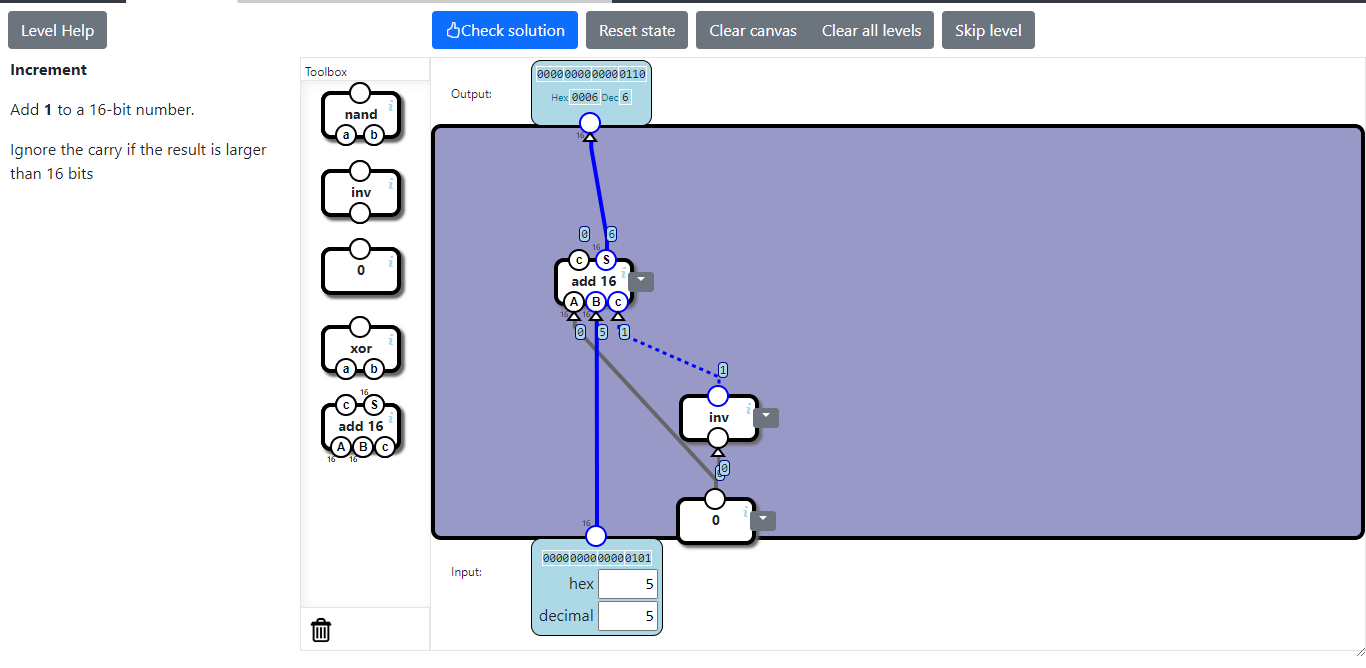 Level Help
Check solution
Reset state
Clear canvas
Clear all levels
Skip level
Increment
Add 1 to a 16-bit number.
Ignore the carry if the result is larger
than 16 bits
Toolbox
nand
a b
inv
0
xor
a b
16
c S
add 16
A B c
16 16
Output:
0000000000000110
Hex 0006 Dec 6
16
0 6
16
c S
add 16
A B c
16 16
0 5 1
1
inv
0
0
16
Input:
0000000000000101
hex 5
decimal 5